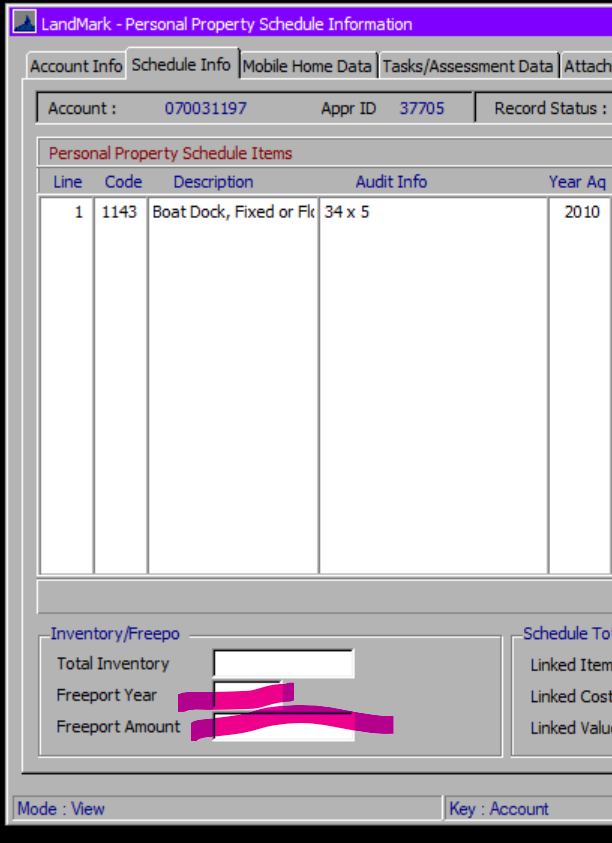 LandMark - Personal Property Schedule Information
Account Info Schedule Info Mobile Home Data Tasks/Assessment Data Attach
Account : 070031197 Appr ID 37705 Record Status :
Personal Property Schedule Items
Line Code Description Audit Info Year Aq
1 1143 Boat Dock, Fixed or Flo 34 x 5 2010
Inventory/Freepo Schedule To
Total Inventory Linked Item
Freeport Year Linked Cost
Freeport Amount Linked Valu
Mode : View Key : Account